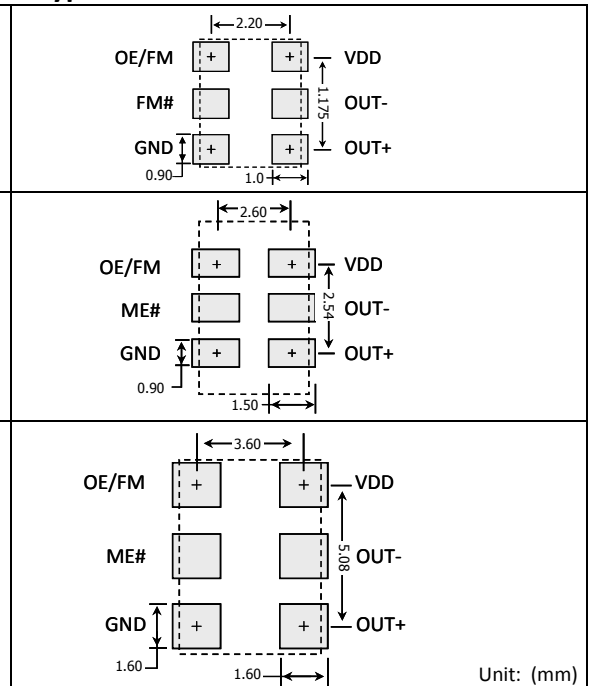 2.20
OE/FM VDD
FM# 1.175 OUT-
GND OUT+
0.90 1.0
2.60
OE/FM VDD
ME# 2.54 OUT-
GND OUT+
0.90
1.50
3.60
OE/FM VDD
ME# 5.08 OUT-
GND OUT+
1.60 1.60 Unit: (mm)